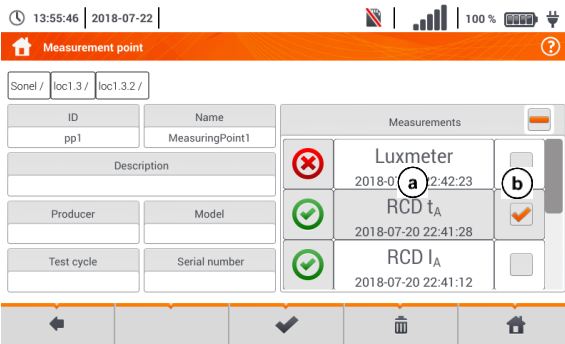 13:55:46 2018-07-22 100 %
Measurement point ?
Sonel / loc1.3 / loc1.3.2 /
ID Name
pp1 MeasuringPoint1
Description
Producer Model
Test cycle Serial number
Measurements
Luxmeter
2018-07 22:42:23
a b
RCD tA
2018-07-20 22:41:28
RCD IA
2018-07-20 22:41:12